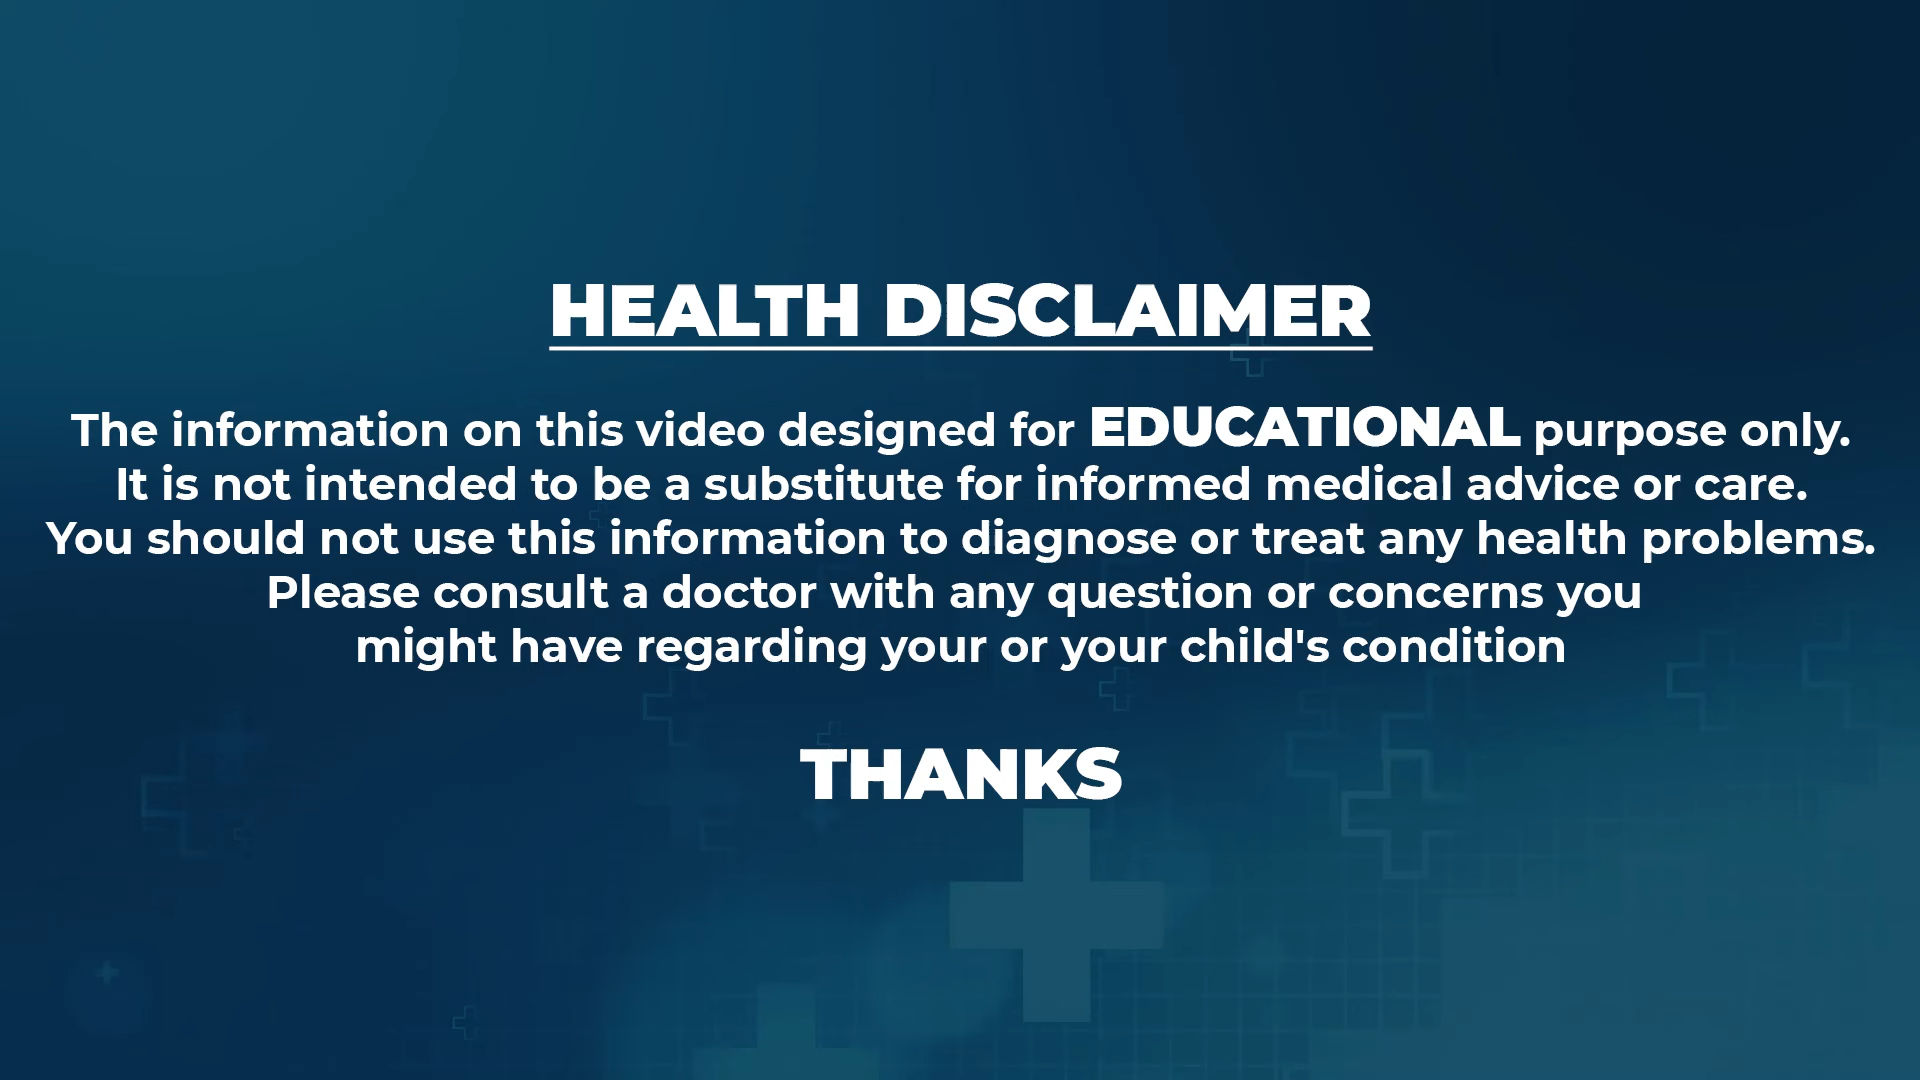 HEALTH DISCLAIMER
The information on this video designed for EDUCATIONAL purpose only.
It is not intended to be a substitute for informed medical advice or care.
You should not use this information to diagnose or treat any health problems.
Please consult a doctor with any question or concerns you
might have regarding your or your child's condition
THANKS